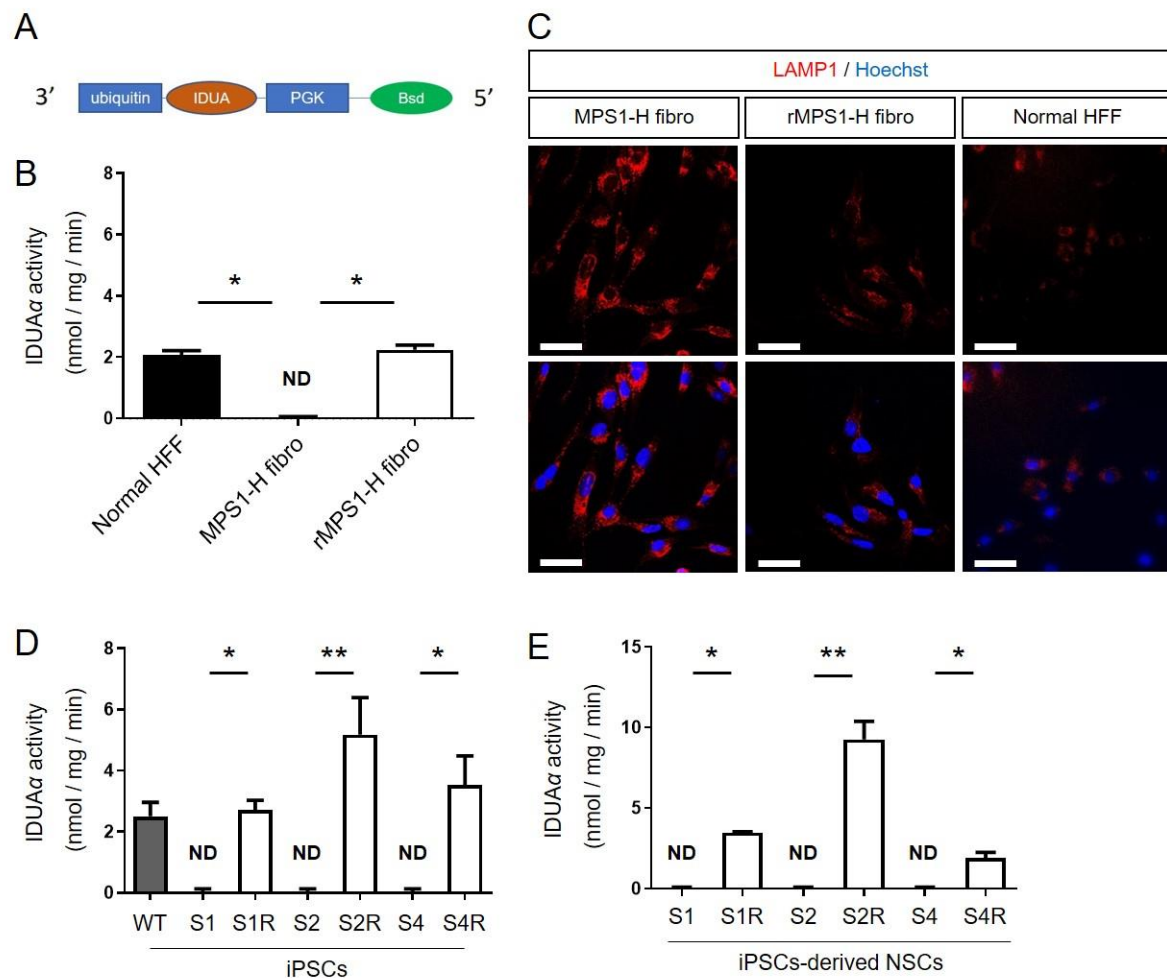 A
3’ ubiquitin IDUA PGK Bsd 5’
B
IDUAα activity
(nmol / mg / min)
8
6
4
2
0
* *
ND
Normal HFF
MPS1-H fibro
rMPS1-H fibro
C
LAMP1 / Hoechst
MPS1-H fibro rMPS1-H fibro Normal HFF
D
IDUAα activity
(nmol / mg / min)
8
6
4
2
0
* ** *
ND ND ND
WT S1 S1R S2 S2R S4 S4R
iPSCs
E
IDUAα activity
(nmol / mg / min)
15
10
5
0
* ** *
ND ND ND
S1 S1R S2 S2R S4 S4R
iPSCs-derived NSCs